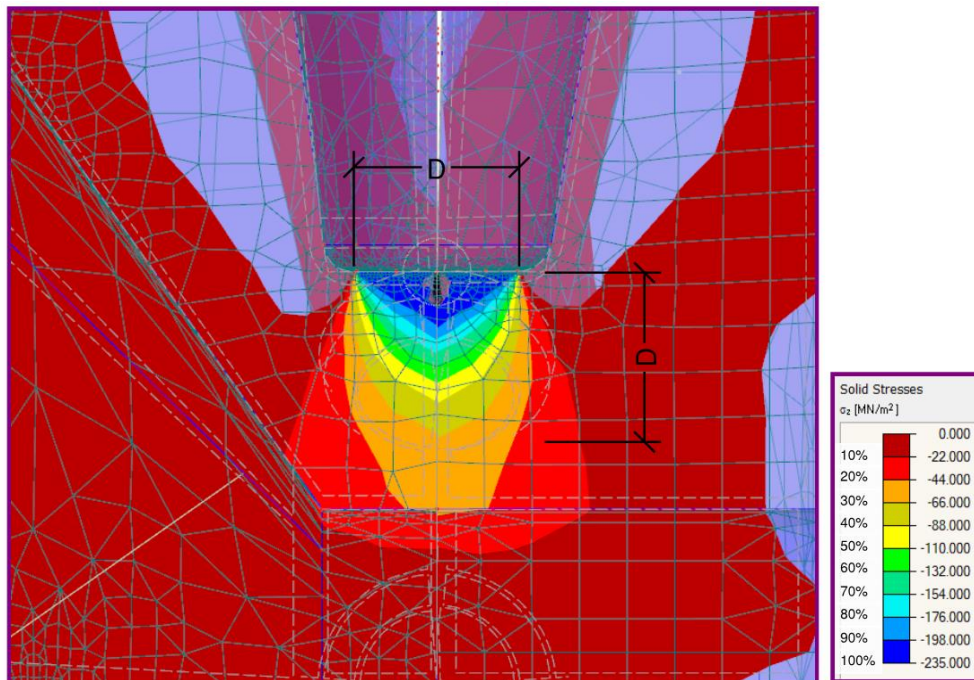 D
D
Solid Stresses
σz [MN/m²]
0.000
10% -22.000
20% -44.000
30% -66.000
40% -88.000
50% -110.000
60% -132.000
70% -154.000
80% -176.000
90% -198.000
100% -235.000